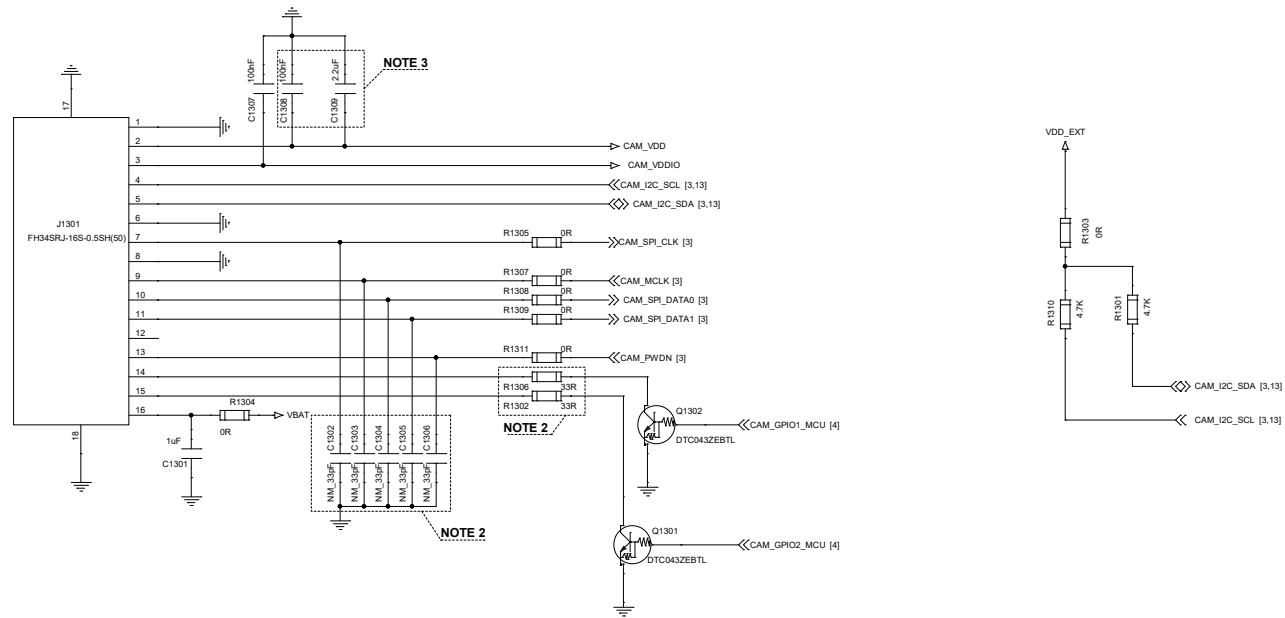 100nF
100nF
2.2uF
C1307
C1308
C1309
NOTE 3
17
1
2
3
4
5
6
7
8
9
10
11
12
13
14
15
16
18
J1301
FH34SRJ-16S-0.5SH(50)
CAM_VDD
CAM_VDDIO
CAM_I2C_SCL [3,13]
CAM_I2C_SDA [3,13]
R1305 0R CAM_SPI_CLK [3]
R1307 0R CAM_MCLK [3]
R1308 0R CAM_SPI_DATA0 [3]
R1309 0R CAM_SPI_DATA1 [3]
R1311 0R CAM_PWDN [3]
R1306 33R
R1302 33R
NOTE 2
R1304
0R
VBAT
1uF
C1301
C1302
C1303
C1304
C1305
C1306
NM_33pF
NM_33pF
NM_33pF
NM_33pF
NM_33pF
NOTE 2
Q1302
DTC043ZEBTL
CAM_GPIO1_MCU [4]
Q1301
DTC043ZEBTL
CAM_GPIO2_MCU [4]
VDD_EXT
R1303
0R
R1310
4.7K
R1301
4.7K
CAM_I2C_SDA [3,13]
CAM_I2C_SCL [3,13]